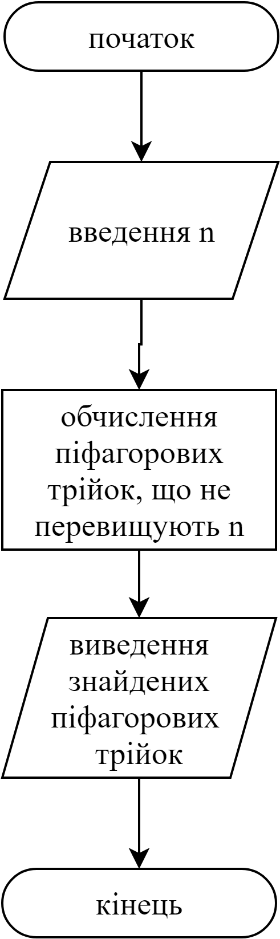 початок
введення n
обчислення
піфагорових
трійок, що не
перевищують n
виведення
знайдених
піфагорових
трійок
кінець